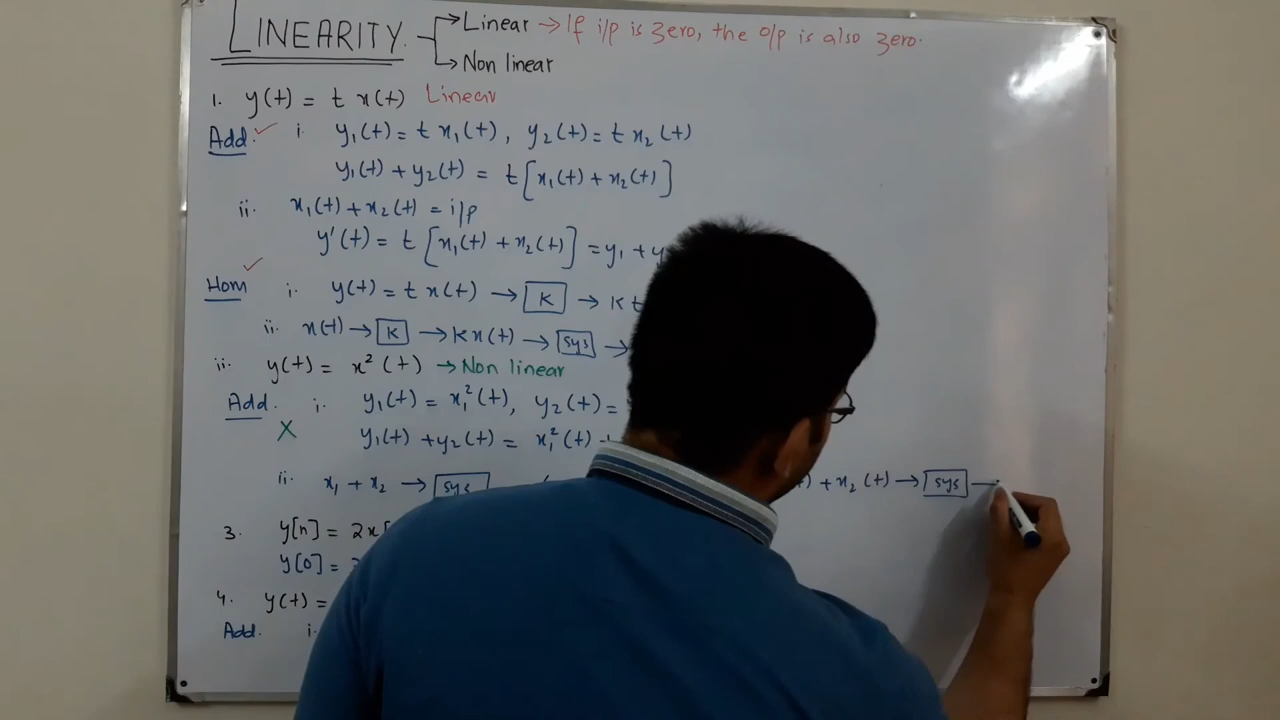 LINEARITY. → Linear → If i/p is zero, the o/p is also zero.
→ Non linear
1. y(t) = t x(t) Linear
Add. ✓ i. y₁(t) = t x₁(t), y₂(t) = t x₂(t)
y₁(t) + y₂(t) = t[x₁(t) + x₂(t)]
ii. x₁(t) + x₂(t) = i/p
y'(t) = t [x₁(t) + x₂(t)] = y₁ + y
Hom ✓ i. y(t) = t x(t) → K → K t
ii. x(t) → K → K x(t) → sys →
ii. y(t) = x² (t) → Non linear
Add. X i. y₁(t) = x₁²(t), y₂(t) =
y₁(t) + y₂(t) = x₁²(t) +
ii. x₁ + x₂ → sys ) + x₂ (t) → sys —
3. y[n] = 2x[
y[0] =
4. y(t) =
Add. i.